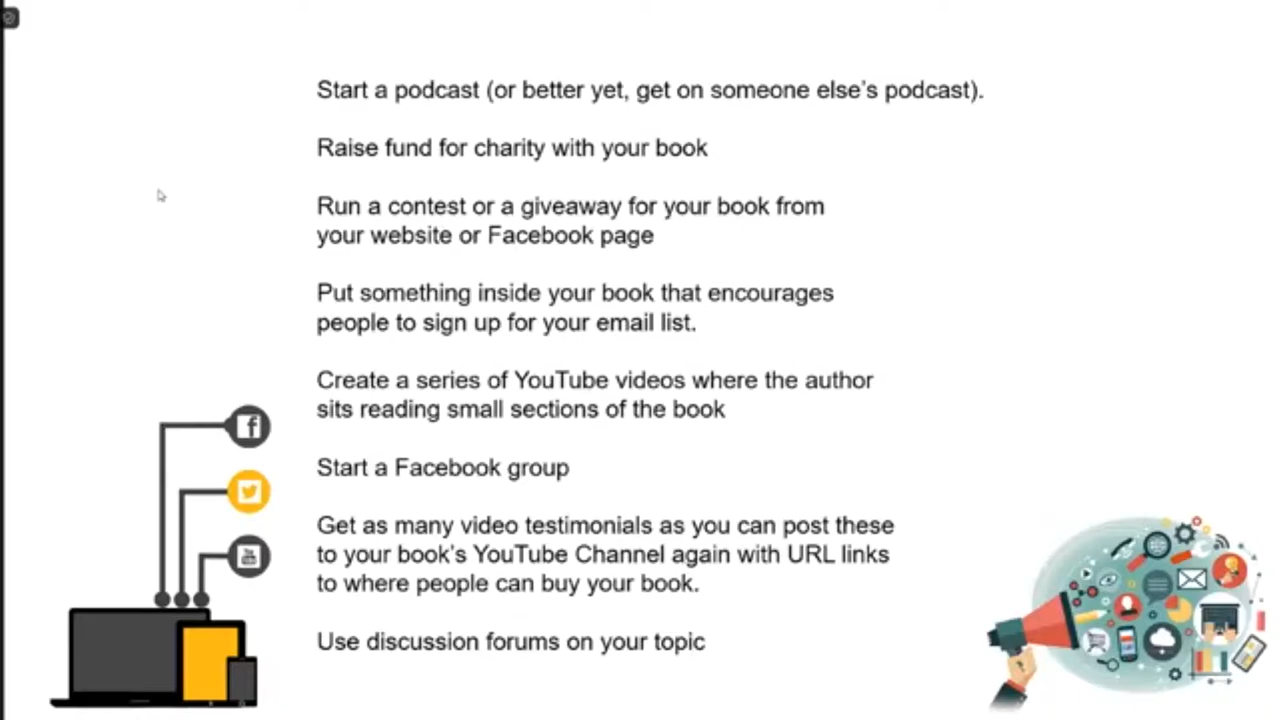 Start a podcast (or better yet, get on someone else's podcast).
Raise fund for charity with your book
Run a contest or a giveaway for your book from
your website or Facebook page
Put something inside your book that encourages
people to sign up for your email list.
Create a series of YouTube videos where the author
sits reading small sections of the book
Start a Facebook group
Get as many video testimonials as you can post these
to your book's YouTube Channel again with URL links
to where people can buy your book.
Use discussion forums on your topic